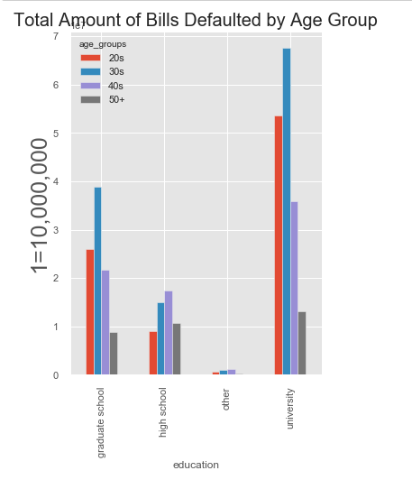 Total Amount of Bills Defaulted by Age Group
1e7
age_groups
20s
30s
40s
50+
7
6
5
4
3
2
1
0
1=10,000,000
graduate school
high school
other
university
education